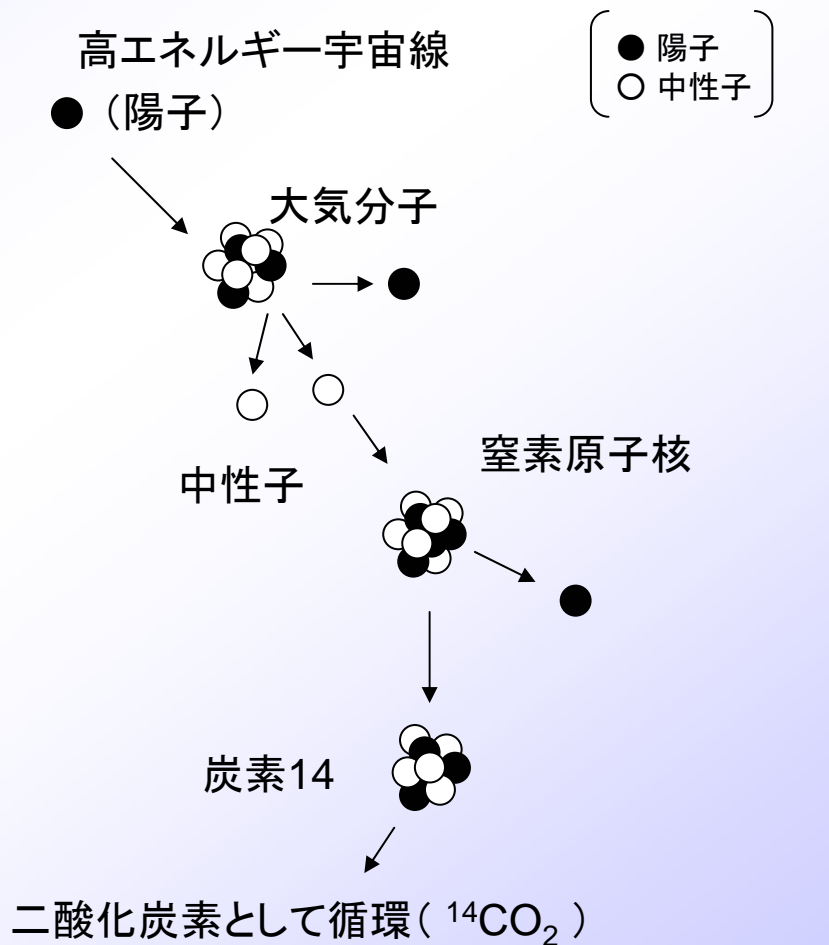 高エネルギー宇宙線
（陽子）
陽子
中性子
大気分子
中性子
窒素原子核
炭素14
二酸化炭素として循環( ¹⁴CO₂ )